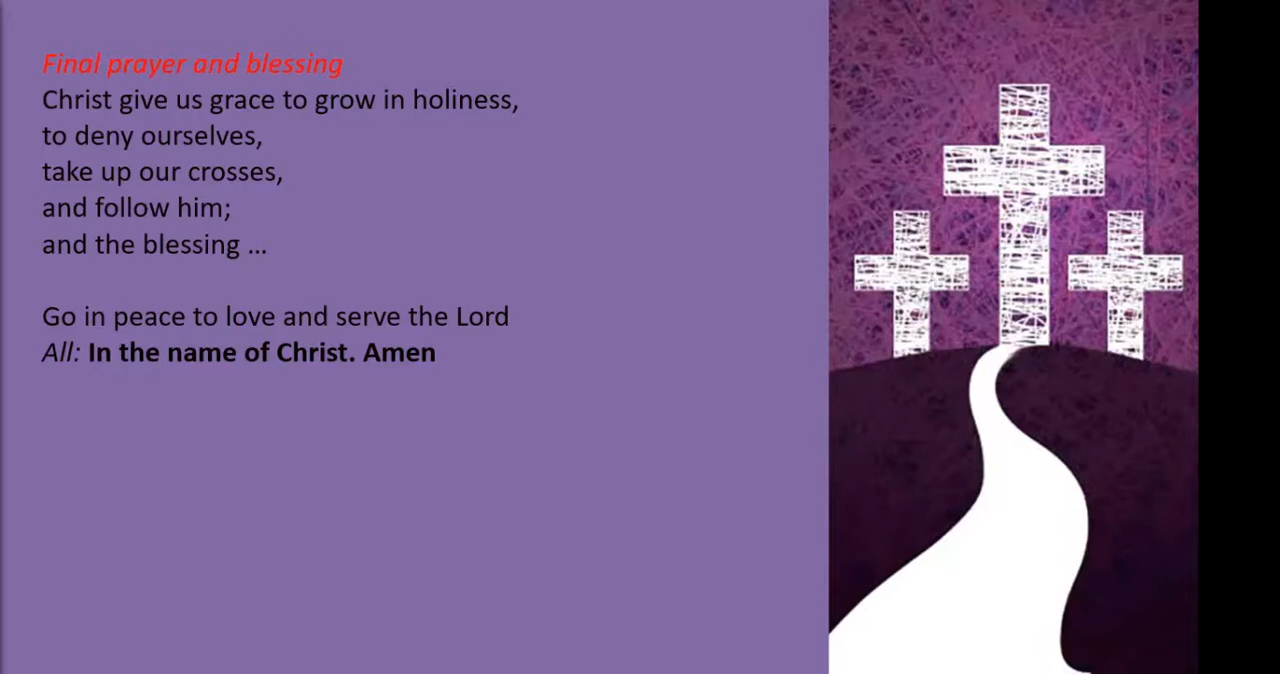 Final prayer and blessing
Christ give us grace to grow in holiness,
to deny ourselves,
take up our crosses,
and follow him;
and the blessing ...
Go in peace to love and serve the Lord
All: In the name of Christ. Amen